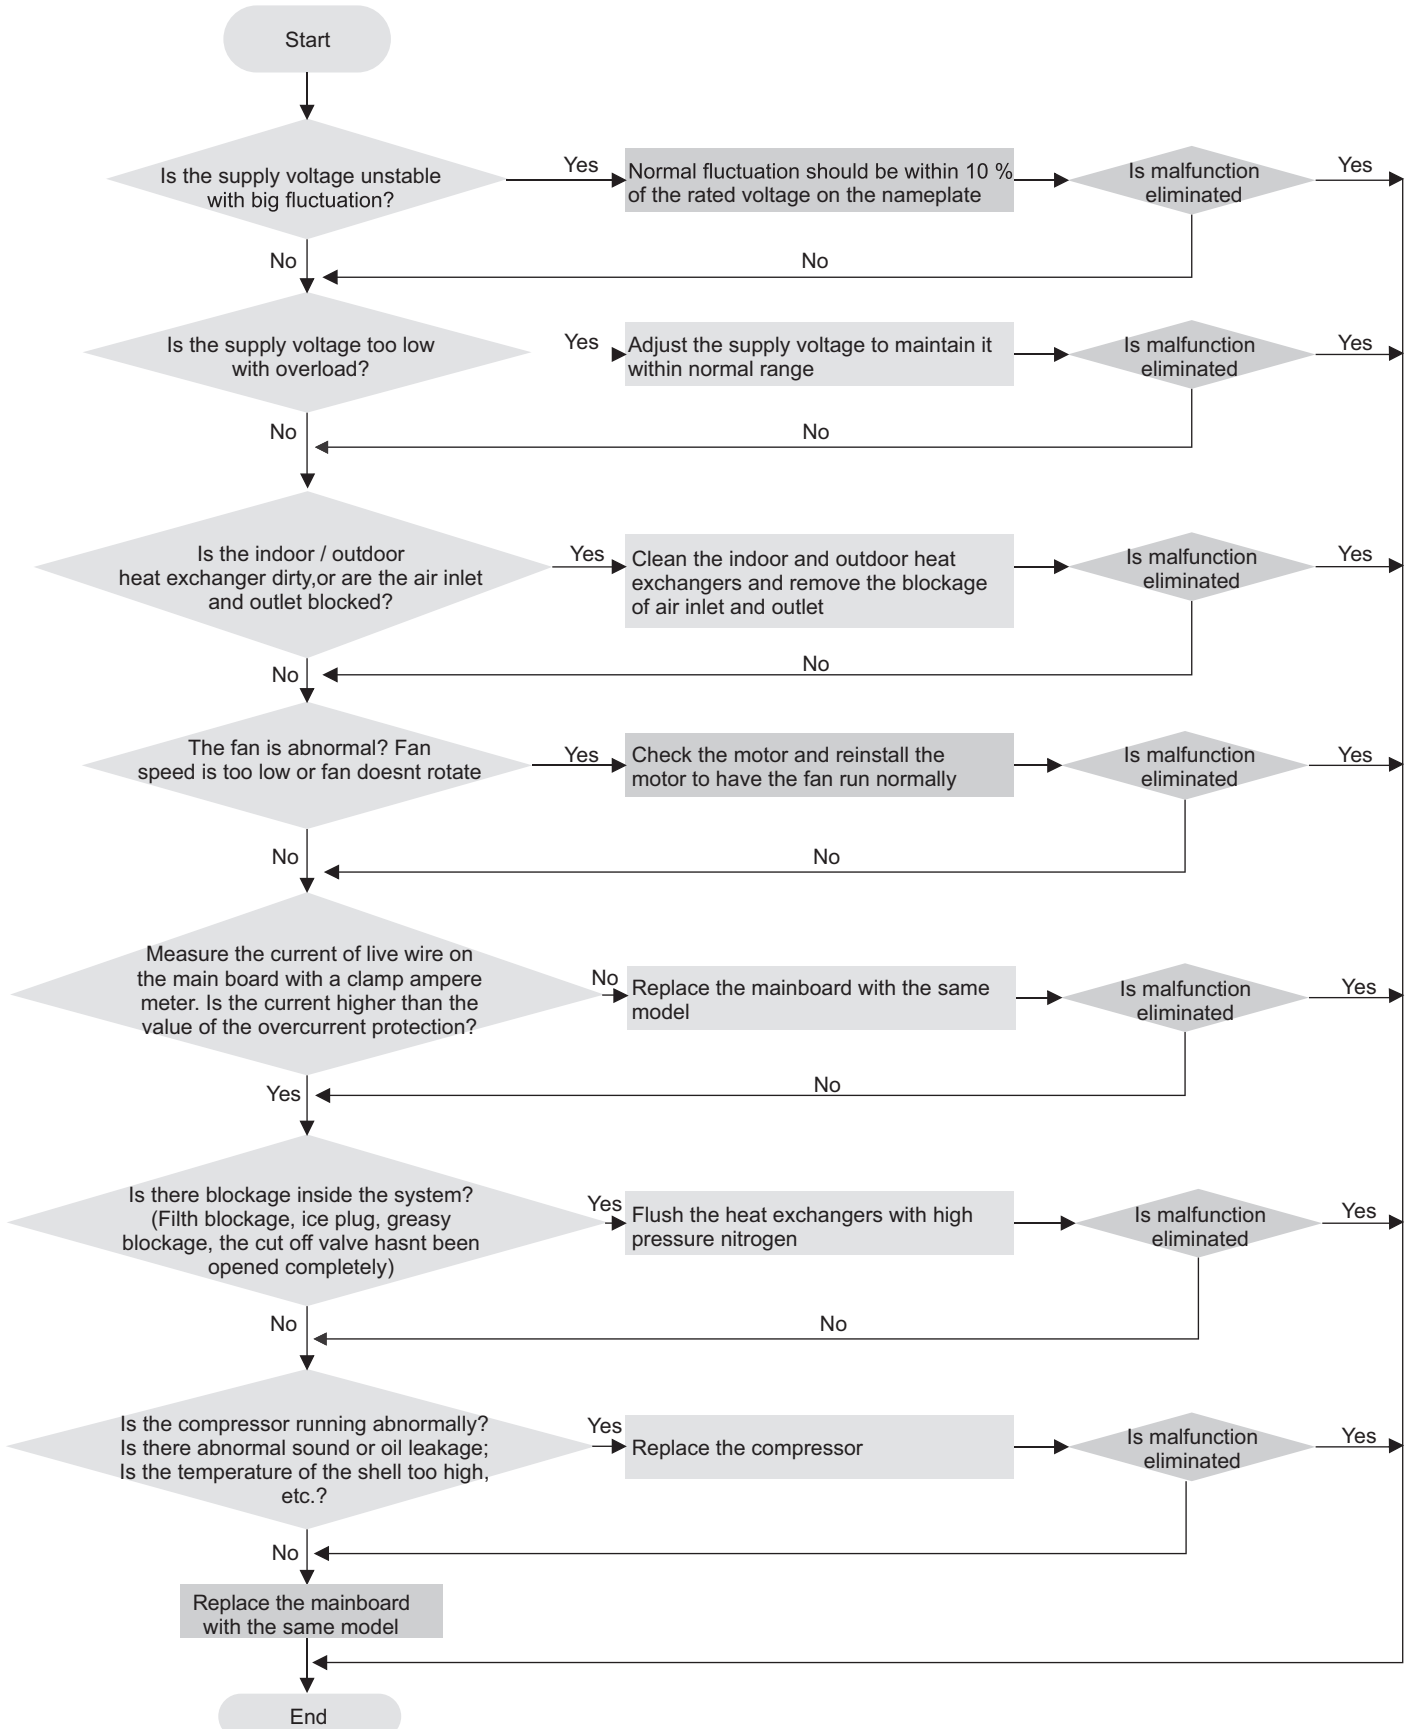 Start
Is the supply voltage unstable
with big fluctuation?
Yes
Normal fluctuation should be within 10 %
of the rated voltage on the nameplate
Is malfunction
eliminated
Yes
No
No
Is the supply voltage too low
with overload?
Yes
Adjust the supply voltage to maintain it
within normal range
Is malfunction
eliminated
Yes
No
No
Is the indoor / outdoor
heat exchanger dirty,or are the air inlet
and outlet blocked?
Yes
Clean the indoor and outdoor heat
exchangers and remove the blockage
of air inlet and outlet
Is malfunction
eliminated
Yes
No
No
The fan is abnormal? Fan
speed is too low or fan doesnt rotate
Yes
Check the motor and reinstall the
motor to have the fan run normally
Is malfunction
eliminated
Yes
No
No
Measure the current of live wire on
the main board with a clamp ampere
meter. Is the current higher than the
value of the overcurrent protection?
No
Replace the mainboard with the same
model
Is malfunction
eliminated
Yes
No
Yes
Is there blockage inside the system?
(Filth blockage, ice plug, greasy
blockage, the cut off valve hasnt been
opened completely)
Yes
Flush the heat exchangers with high
pressure nitrogen
Is malfunction
eliminated
Yes
No
No
Is the compressor running abnormally?
Is there abnormal sound or oil leakage;
Is the temperature of the shell too high,
etc.?
Yes
Replace the compressor
Is malfunction
eliminated
Yes
No
Replace the mainboard
with the same model
End